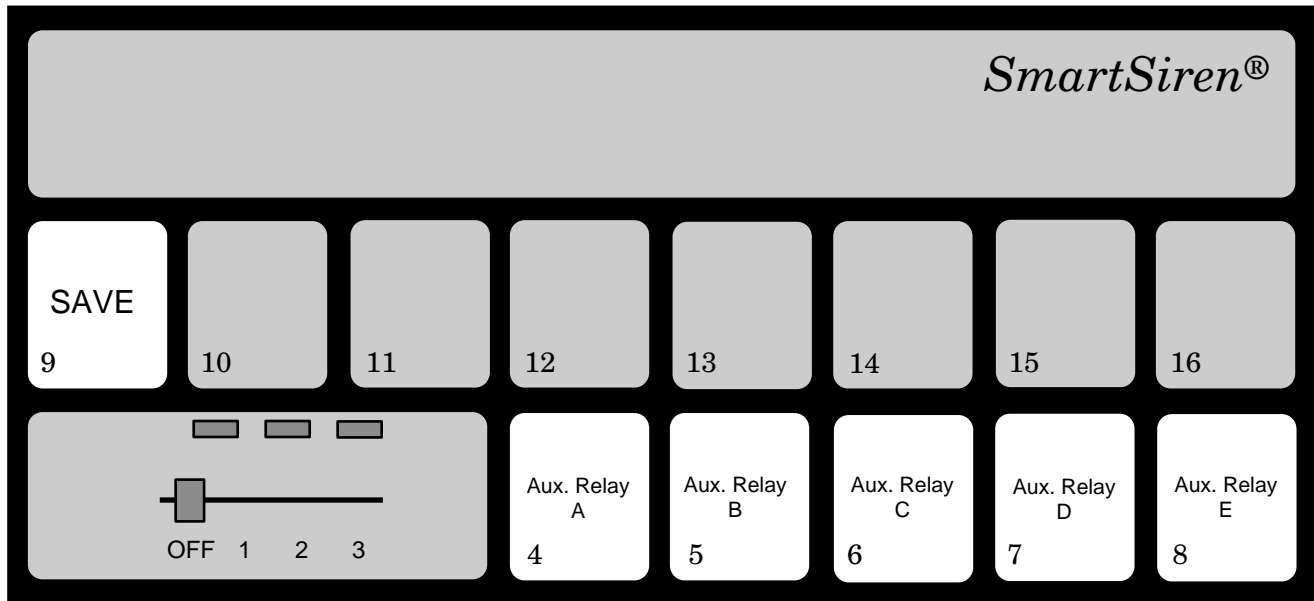 SmartSiren®
SAVE
9
10
11
12
13
14
15
16
OFF 1 2 3
Aux. Relay
A
4
Aux. Relay
B
5
Aux. Relay
C
6
Aux. Relay
D
7
Aux. Relay
E
8